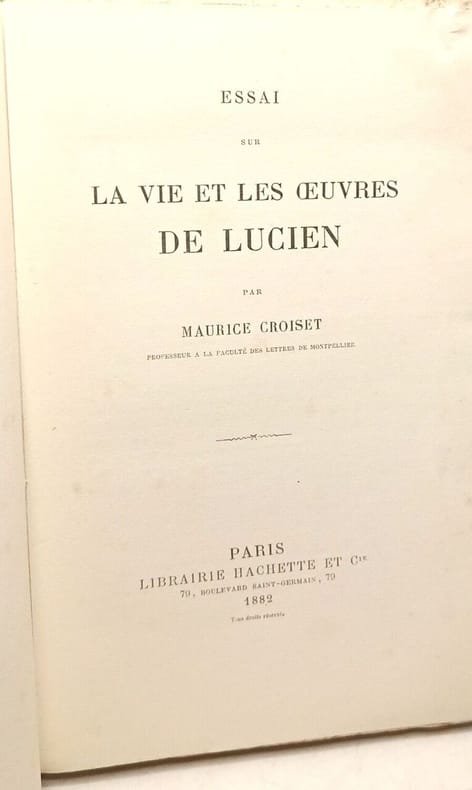 ESSAI
SUR
LA VIE ET LES ŒUVRES
DE LUCIEN
PAR
MAURICE CROISET
PROFESSEUR A LA FACULTÉ DES LETTRES DE MONTPELLIER
PARIS
LIBRAIRIE HACHETTE ET Cie
79, BOULEVARD SAINT-GERMAIN, 79
1882
Tous droits réservés